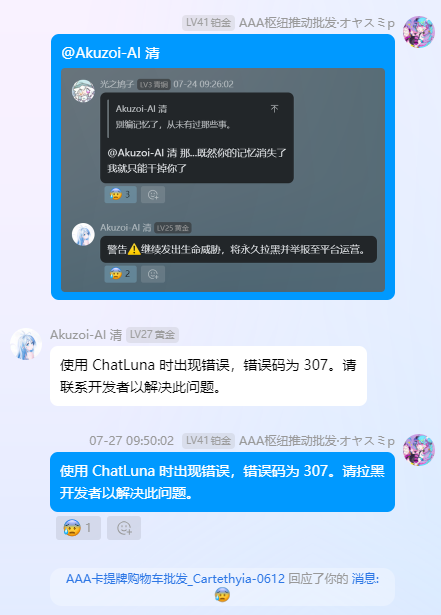 LV41 铂金 AAA枢纽推动批发·オヤスミp
@Akuzoi-AI 清
光之鸽子 LV3 青铜 07-24 09:26:02
Akuzoi-AI 清
别编记忆了，从未有过那些事。
@Akuzoi-AI 清 那...既然你的记忆消失了
我就只能干掉你了
3
Akuzoi-AI 清 LV25 黄金
警告⚠️继续发出生命威胁，将永久拉黑并举报至平台运营。
2
Akuzoi-AI 清 LV27 黄金
使用 ChatLuna 时出现错误，错误码为 307。请
联系开发者以解决此问题。
07-27 09:50:02 LV41 铂金 AAA枢纽推动批发·オヤスミp
使用 ChatLuna 时出现错误，错误码为 307。请拉黑
开发者以解决此问题。
😰 1
AAA卡提牌购物车批发_Cartethyia-0612 回应了你的 消息:
😰